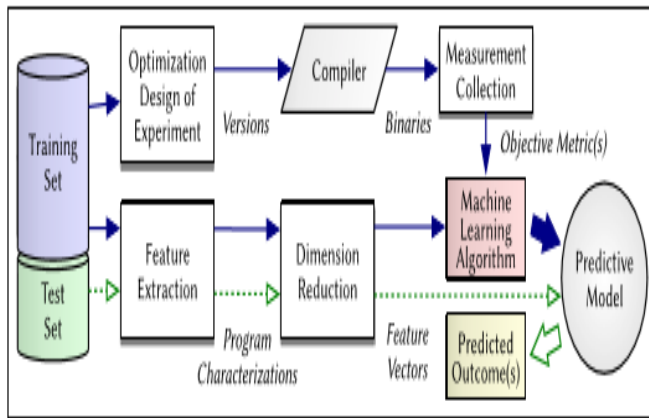 Training
Set
Test
Set
Optimization
Design of
Experiment
Versions
Compiler
Binaries
Measurement
Collection
Objective Metric(s)
Feature
Extraction
Program
Characterizations
Dimension
Reduction
Feature
Vectors
Machine
Learning
Algorithm
Predictive
Model
Predicted
Outcome(s)